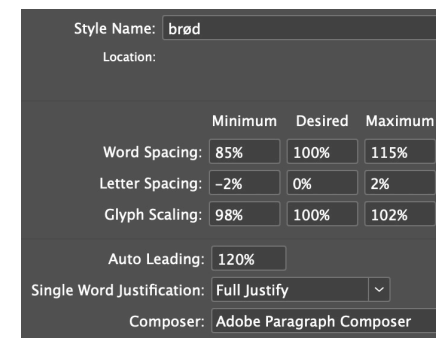 Style Name: brød
Location:
Minimum Desired Maximum
Word Spacing: 85% 100% 115%
Letter Spacing: -2% 0% 2%
Glyph Scaling: 98% 100% 102%
Auto Leading: 120%
Single Word Justification: Full Justify
Composer: Adobe Paragraph Composer